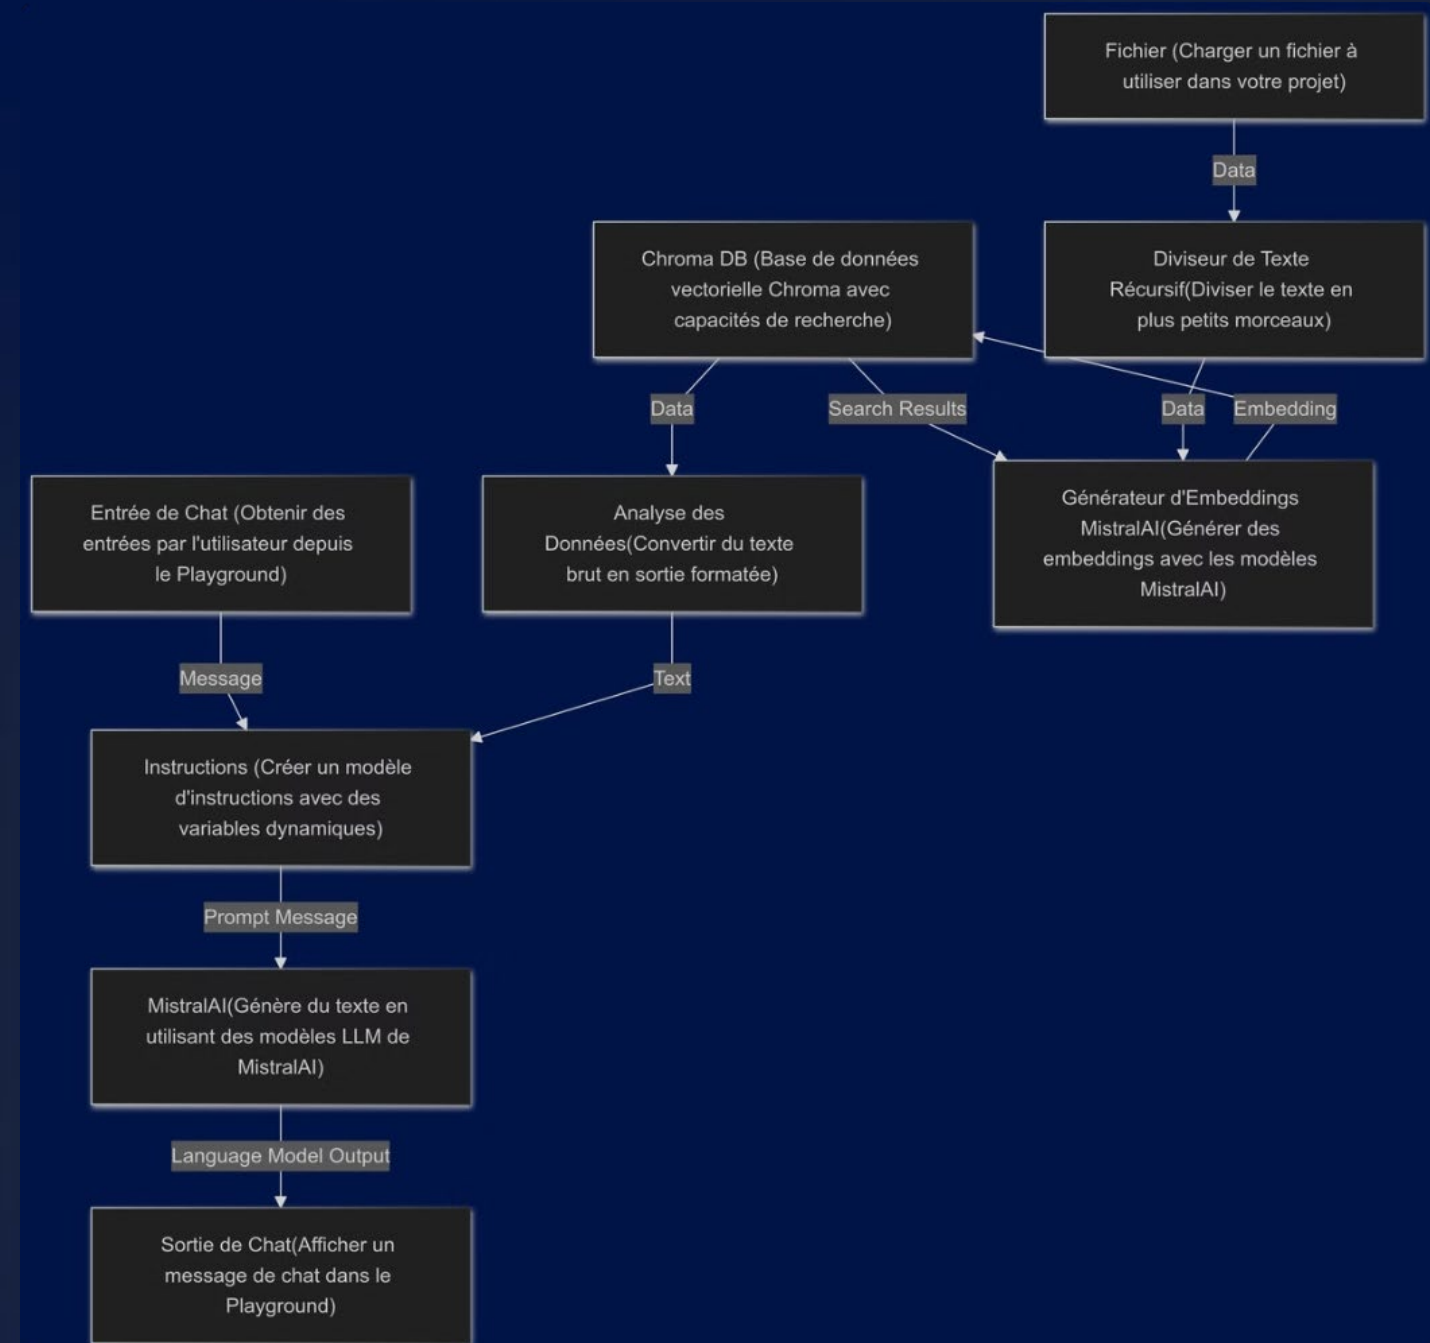 Fichier (Charger un fichier à
utiliser dans votre projet)
Data
Chroma DB (Base de données
vectorielle Chroma avec
capacités de recherche)
Diviseur de Texte
Récursif(Diviser le texte en
plus petits morceaux)
Data
Search Results
Data
Embedding
Entrée de Chat (Obtenir des
entrées par l'utilisateur depuis
le Playground)
Analyse des
Données(Convertir du texte
brut en sortie formatée)
Générateur d'Embeddings
MistralAI(Générer des
embeddings avec les modèles
MistralAI)
Message
Text
Instructions (Créer un modèle
d'instructions avec des
variables dynamiques)
Prompt Message
MistralAI(Génère du texte en
utilisant des modèles LLM de
MistralAI)
Language Model Output
Sortie de Chat(Afficher un
message de chat dans le
Playground)